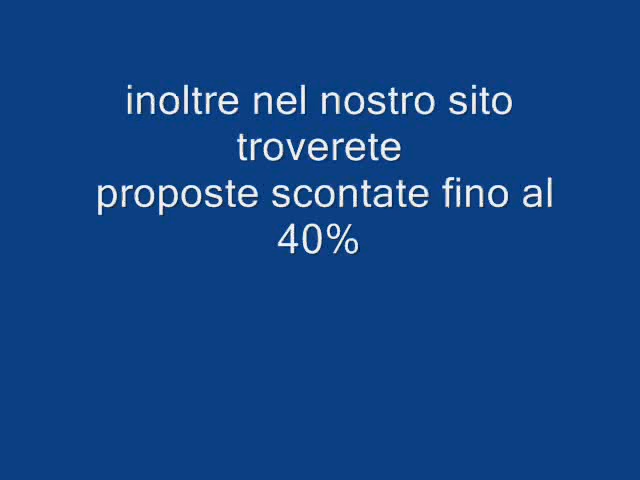 inoltre nel nostro sito
troverete
proposte scontate fino al
40%